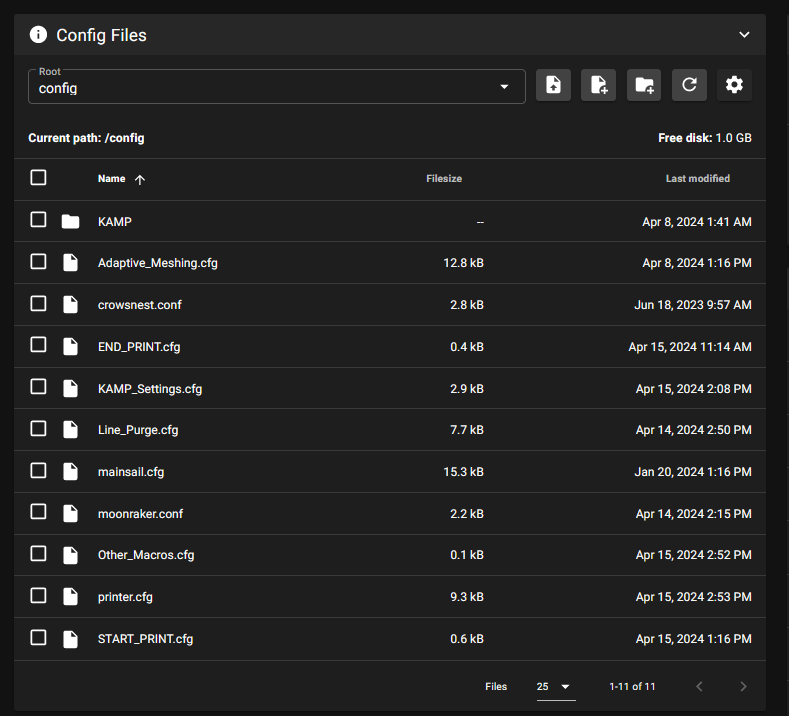 Config Files
Root
config
Current path: /config Free disk: 1.0 GB
Name Filesize Last modified
KAMP -- Apr 8, 2024 1:41 AM
Adaptive_Meshing.cfg 12.8 kB Apr 8, 2024 1:16 PM
crowsnest.conf 2.8 kB Jun 18, 2023 9:57 AM
END_PRINT.cfg 0.4 kB Apr 15, 2024 11:14 AM
KAMP_Settings.cfg 2.9 kB Apr 15, 2024 2:08 PM
Line_Purge.cfg 7.7 kB Apr 14, 2024 2:50 PM
mainsail.cfg 15.3 kB Jan 20, 2024 1:16 PM
moonraker.conf 2.2 kB Apr 14, 2024 2:15 PM
Other_Macros.cfg 0.1 kB Apr 15, 2024 2:52 PM
printer.cfg 9.3 kB Apr 15, 2024 2:53 PM
START_PRINT.cfg 0.6 kB Apr 15, 2024 1:16 PM
Files 25 1-11 of 11